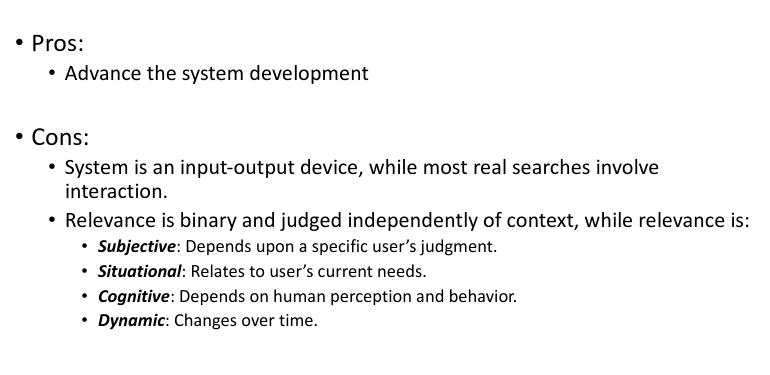 • Pros:
• Advance the system development
• Cons:
• System is an input-output device, while most real searches involve
interaction.
• Relevance is binary and judged independently of context, while relevance is:
• Subjective: Depends upon a specific user’s judgment.
• Situational: Relates to user’s current needs.
• Cognitive: Depends on human perception and behavior.
• Dynamic: Changes over time.